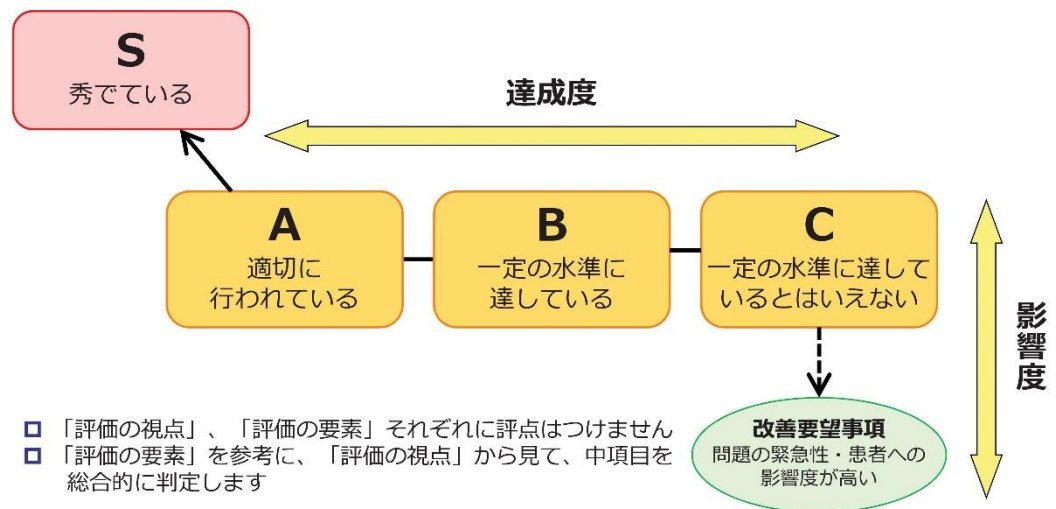 S
秀でている
達成度
A
適切に
行われている
B
一定の水準に
達している
C
一定の水準に達して
いるとはいえない
影響度
改善要望事項
問題の緊急性・患者への
影響度が高い
「評価の視点」、「評価の要素」それぞれに評点はつけません
「評価の要素」を参考に、「評価の視点」から見て、中項目を
総合的に判定します